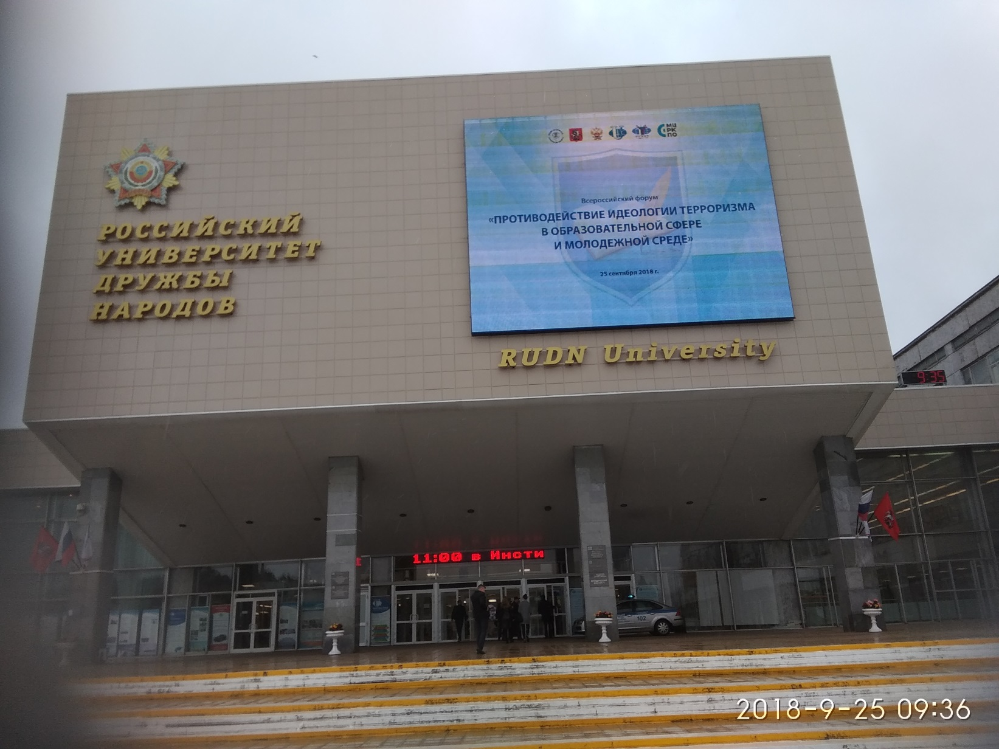 МЦ
РК
ПО
РОССИЙСКИЙ
УНИВЕРСИТЕТ
ДРУЖБЫ
НАРОДОВ
Всероссийский форум
«ПРОТИВОДЕЙСТВИЕ ИДЕОЛОГИИ ТЕРРОРИЗМА
В ОБРАЗОВАТЕЛЬНОЙ СФЕРЕ
И МОЛОДЕЖНОЙ СРЕДЕ»
25 сентября 2018 г.
RUDN University
9:35
11:00 в Инсти
102
2018-9-25 09:36